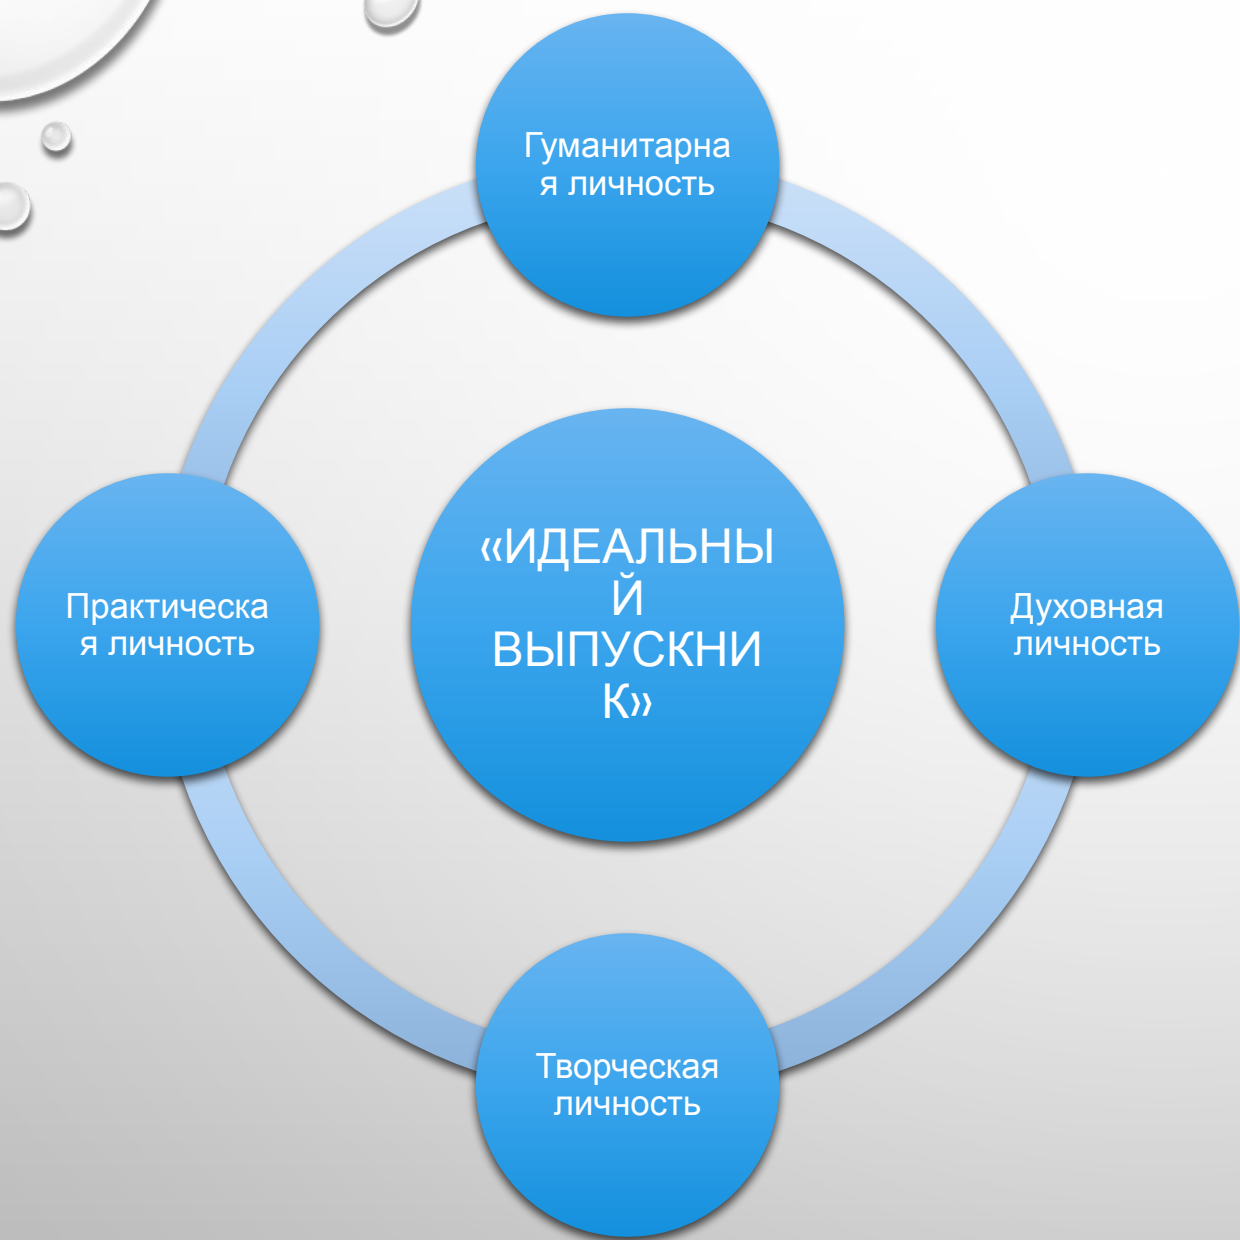 Гуманитарна
я личность
«ИДЕАЛЬНЫ
Й
ВЫПУСКНИ
К»
Практическа
я личность
Духовная
личность
Творческая
личность